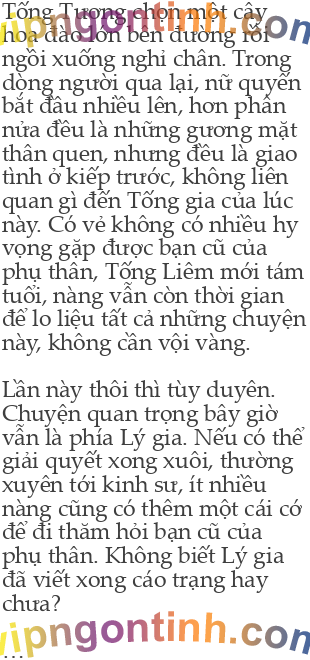 Tống Tương chọn một cây
vipngontinh.com
hoa đào lớn bên đường rồi
ngồi xuống nghỉ chân. Trong
dòng người qua lại, nữ quyến
bắt đầu nhiều lên, hơn phân
nửa đều là những gương mặt
thân quen, nhưng đều là giao
tình ở kiếp trước, không liên
quan gì đến Tống gia của lúc
này. Có vẻ không có nhiều hy
vọng gặp được bạn cũ của
phụ thân, Tống Liêm mới tám
tuổi, nàng vẫn còn thời gian
để lo liệu tất cả những chuyện
này, không cần vội vàng.
Lần này thôi thì tùy duyên.
Chuyện quan trọng bây giờ
vẫn là phía Lý gia. Nếu có thể
giải quyết xong xuôi, thường
xuyên tới kinh sư, ít nhiều
nàng cũng có thêm một cái cớ
để đi thăm hỏi bạn cũ của
phụ thân. Không biết Lý gia
đã viết xong cáo trạng hay
chưa?
vipngontinh.com
...